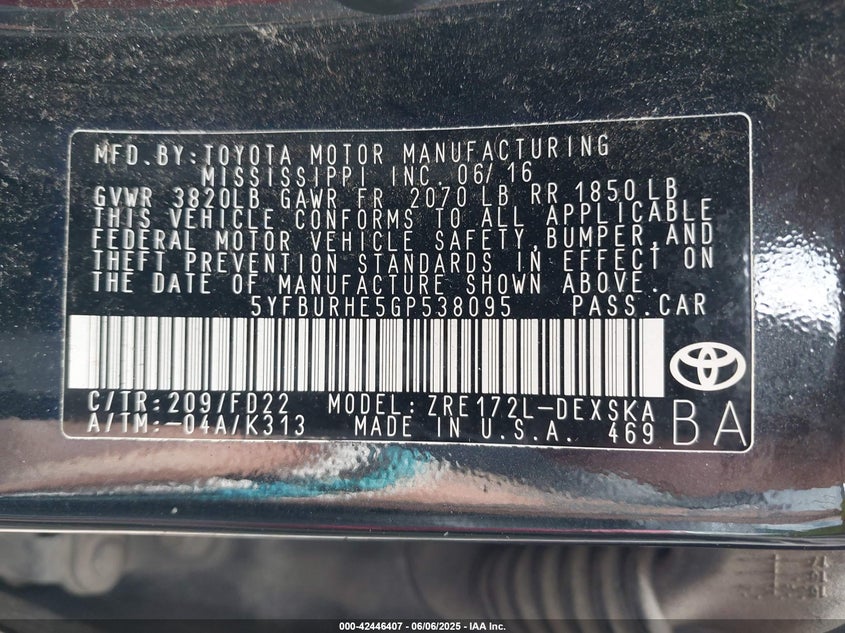 MFD.BY:TOYOTA MOTOR MANUFACTURING
MISSISSIPPI INC. 06/16
GVWR 3820LB GAWR FR 2070 LB RR 1850 LB
THIS VEHICLE CONFORMS TO ALL APPLICABLE
FEDERAL MOTOR VEHICLE SAFETY,BUMPER,AND
THEFT PREVENTION STANDARDS IN EFFECT ON
THE DATE OF MANUFACTURE SHOWN ABOVE.
5YFBURHE5GP538095 PASS.CAR
C/TR:209/FD22 MODEL:ZRE172L-DEXSKA
A/TM:-04A/K313 MADE IN U.S.A. 469
BA
000-42446407 - 06/06/2025 - IAA Inc.